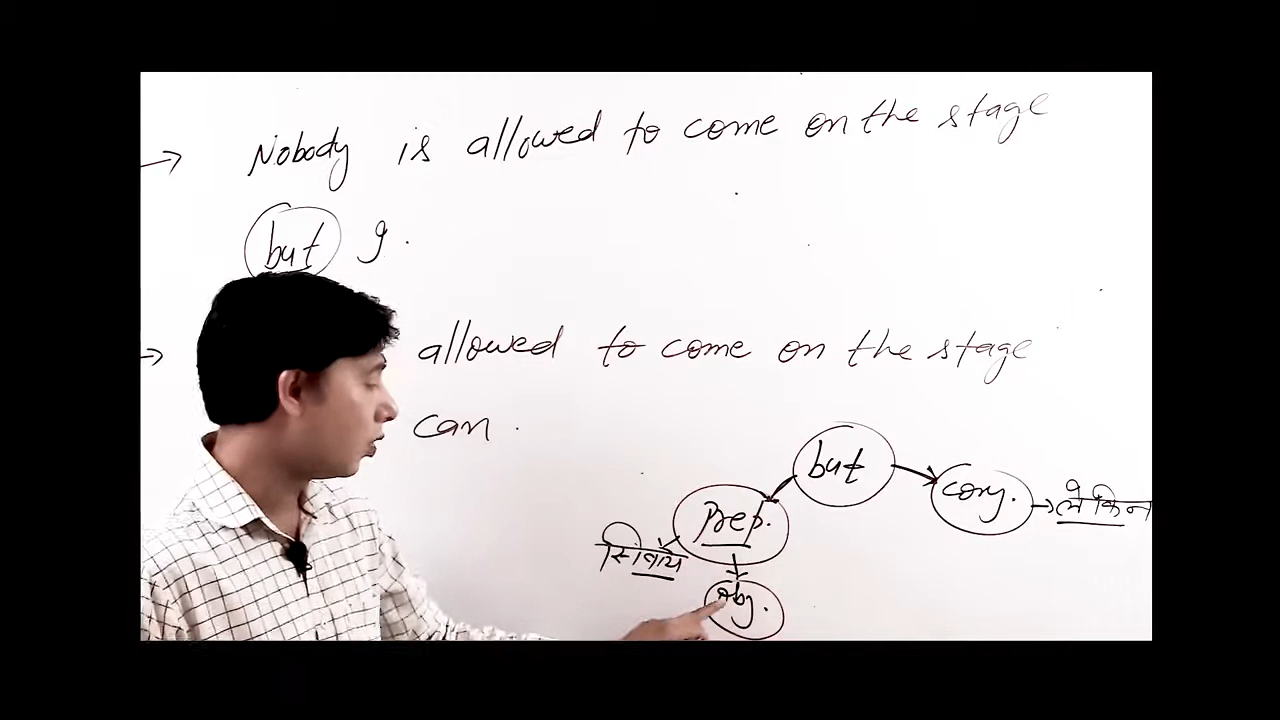 → Nobody is allowed to come on the stage
but I.
→ allowed to come on the stage
can.
but
Prep. conj. → लेकिन
सिवाय
obj.